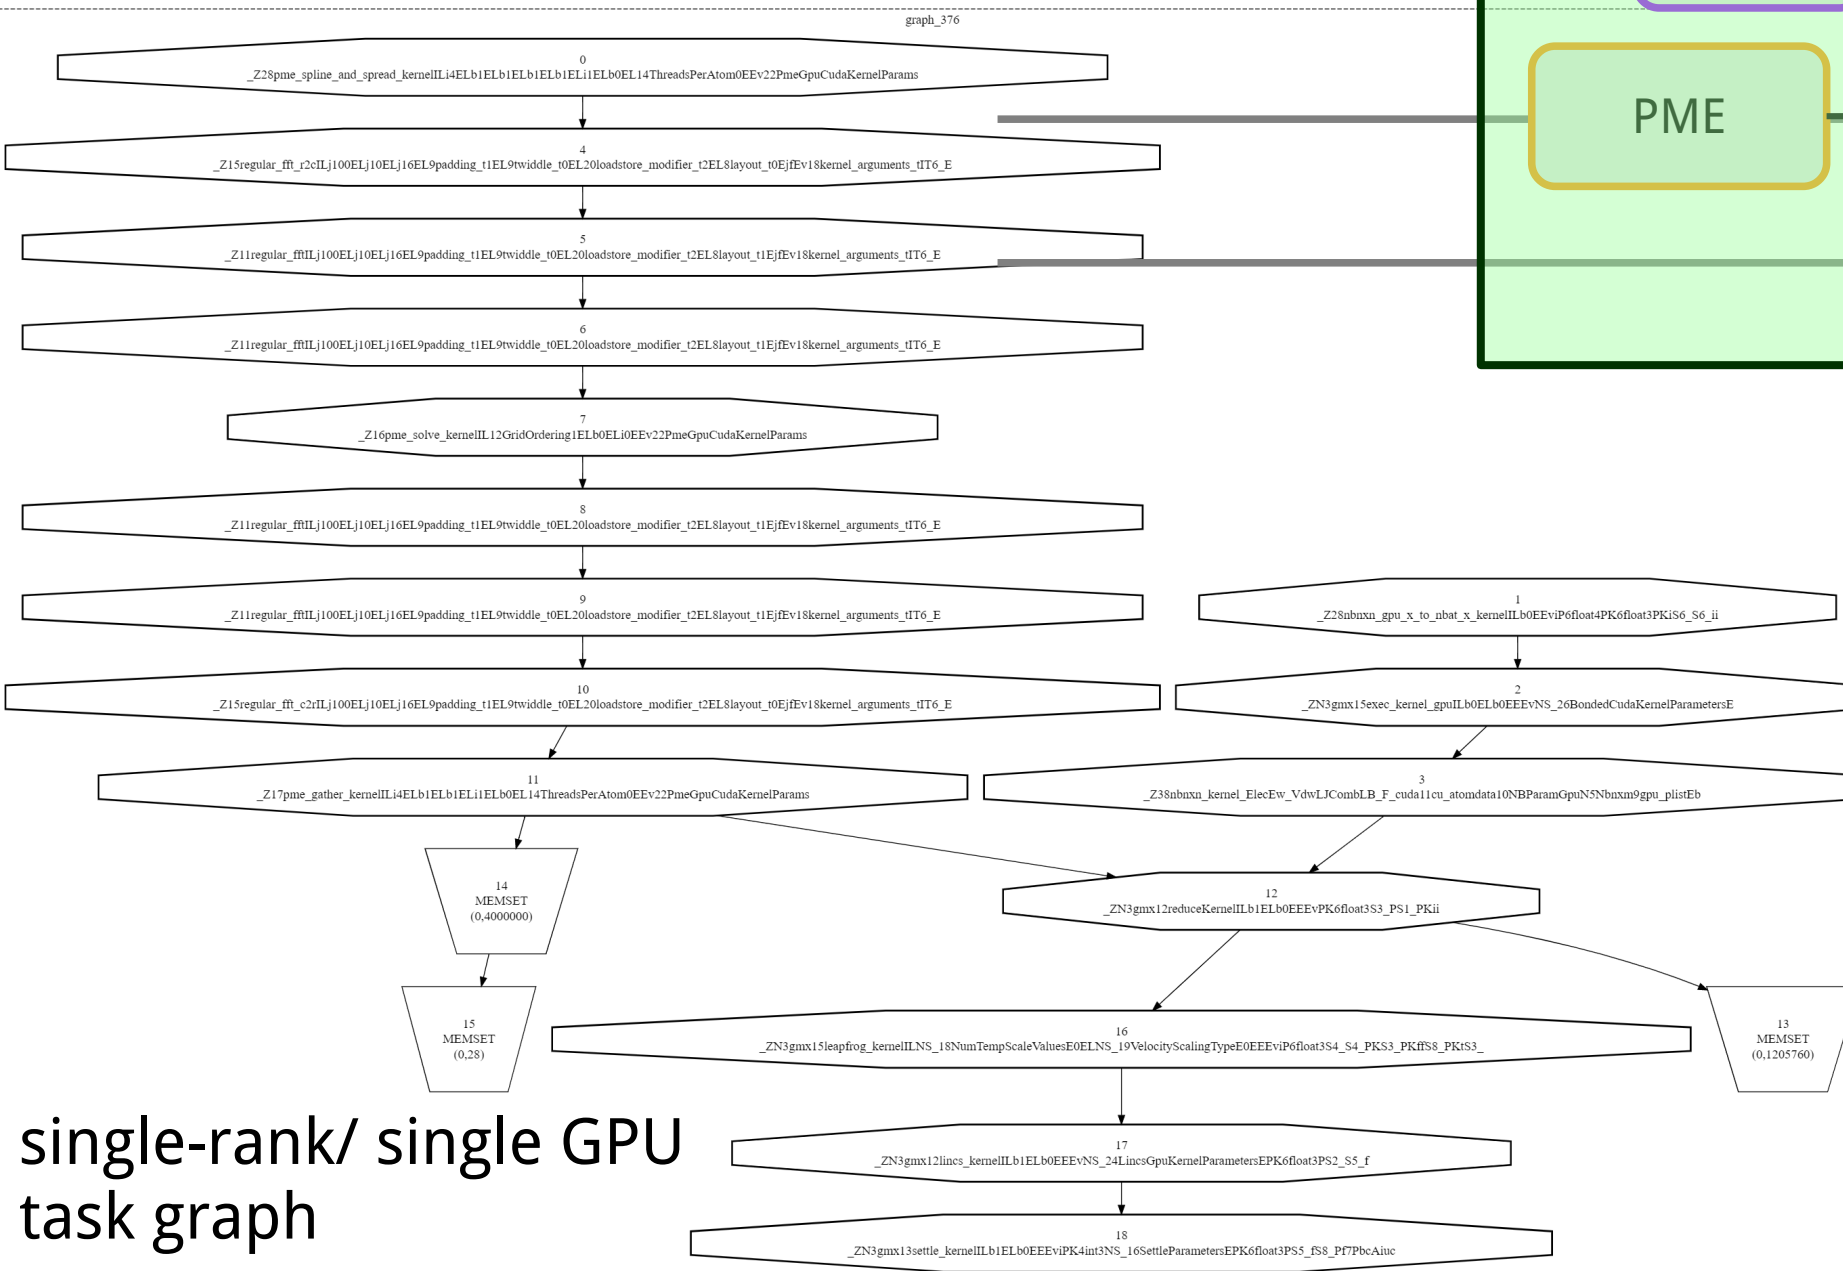 graph_376
0
_Z28pme_spline_and_spread_kernelILi4ELb1ELb1ELb1ELb1ELi1ELb0EL14ThreadsPerAtom0EEv22PmeGpuCudaKernelParams
PME
4
_Z15regular_fft_r2cILj100ELj10ELj16EL9padding_t1EL9twiddle_t0EL20loadstore_modifier_t2EL8layout_t0EjfEv18kernel_arguments_tIT6_E
5
_Z11regular_fftILj100ELj10ELj16EL9padding_t1EL9twiddle_t0EL20loadstore_modifier_t2EL8layout_t1EjfEv18kernel_arguments_tIT6_E
6
_Z11regular_fftILj100ELj10ELj16EL9padding_t1EL9twiddle_t0EL20loadstore_modifier_t2EL8layout_t1EjfEv18kernel_arguments_tIT6_E
7
_Z16pme_solve_kernelIL12GridOrdering1ELb0ELi0EEv22PmeGpuCudaKernelParams
8
_Z11regular_fftILj100ELj10ELj16EL9padding_t1EL9twiddle_t0EL20loadstore_modifier_t2EL8layout_t1EjfEv18kernel_arguments_tIT6_E
9
_Z11regular_fftILj100ELj10ELj16EL9padding_t1EL9twiddle_t0EL20loadstore_modifier_t2EL8layout_t1EjfEv18kernel_arguments_tIT6_E
1
_Z28nbnxn_gpu_x_to_nbat_x_kernelILb0EEviP6float4PK6float3PKiS6_S6_ii
10
_Z15regular_fft_c2rILj100ELj10ELj16EL9padding_t1EL9twiddle_t0EL20loadstore_modifier_t2EL8layout_t0EjfEv18kernel_arguments_tIT6_E
2
_ZN3gmx15exec_kernel_gpuILb0ELb0EEEvNS_26BondedCudaKernelParametersE
11
_Z17pme_gather_kernelILi4ELb1ELb1ELi1ELb0EL14ThreadsPerAtom0EEv22PmeGpuCudaKernelParams
3
_Z38nbnxn_kernel_ElecEw_VdwLJCombLB_F_cuda11cu_atomdata10NBParamGpuN5Nbnxm9gpu_plistEb
14
MEMSET
(0,4000000)
12
_ZN3gmx12reduceKernelILb1ELb0EEEvPK6float3S3_PS1_PKii
15
MEMSET
(0,28)
16
_ZN3gmx15leapfrog_kernelILNS_18NumTempScaleValuesE0ELNS_19VelocityScalingTypeE0EEEviP6float3S4_S4_PKS3_PKffS8_PKtS3_
13
MEMSET
(0,1205760)
17
_ZN3gmx12lincs_kernelILb1ELb0EEEvNS_24LincsGpuKernelParametersEPK6float3PS2_S5_f
18
_ZN3gmx13settle_kernelILb1ELb0EEEviPK4int3NS_16SettleParametersEPK6float3PS5_fS8_Pf7PbcAiuc
single-rank/ single GPU
task graph